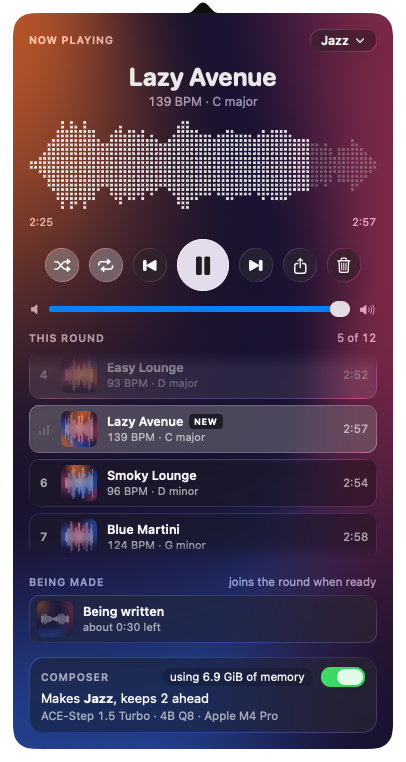 NOW PLAYING
Jazz
Lazy Avenue
139 BPM · C major
2:25
2:57
THIS ROUND
5 of 12
4
Easy Lounge
93 BPM · D major
2:52
Lazy Avenue NEW
139 BPM · C major
2:57
6
Smoky Lounge
96 BPM · D minor
2:54
7
Blue Martini
124 BPM · G minor
2:58
BEING MADE
joins the round when ready
Being written
about 0:30 left
COMPOSER
using 6.9 GiB of memory
Makes Jazz, keeps 2 ahead
ACE-Step 1.5 Turbo · 4B Q8 · Apple M4 Pro